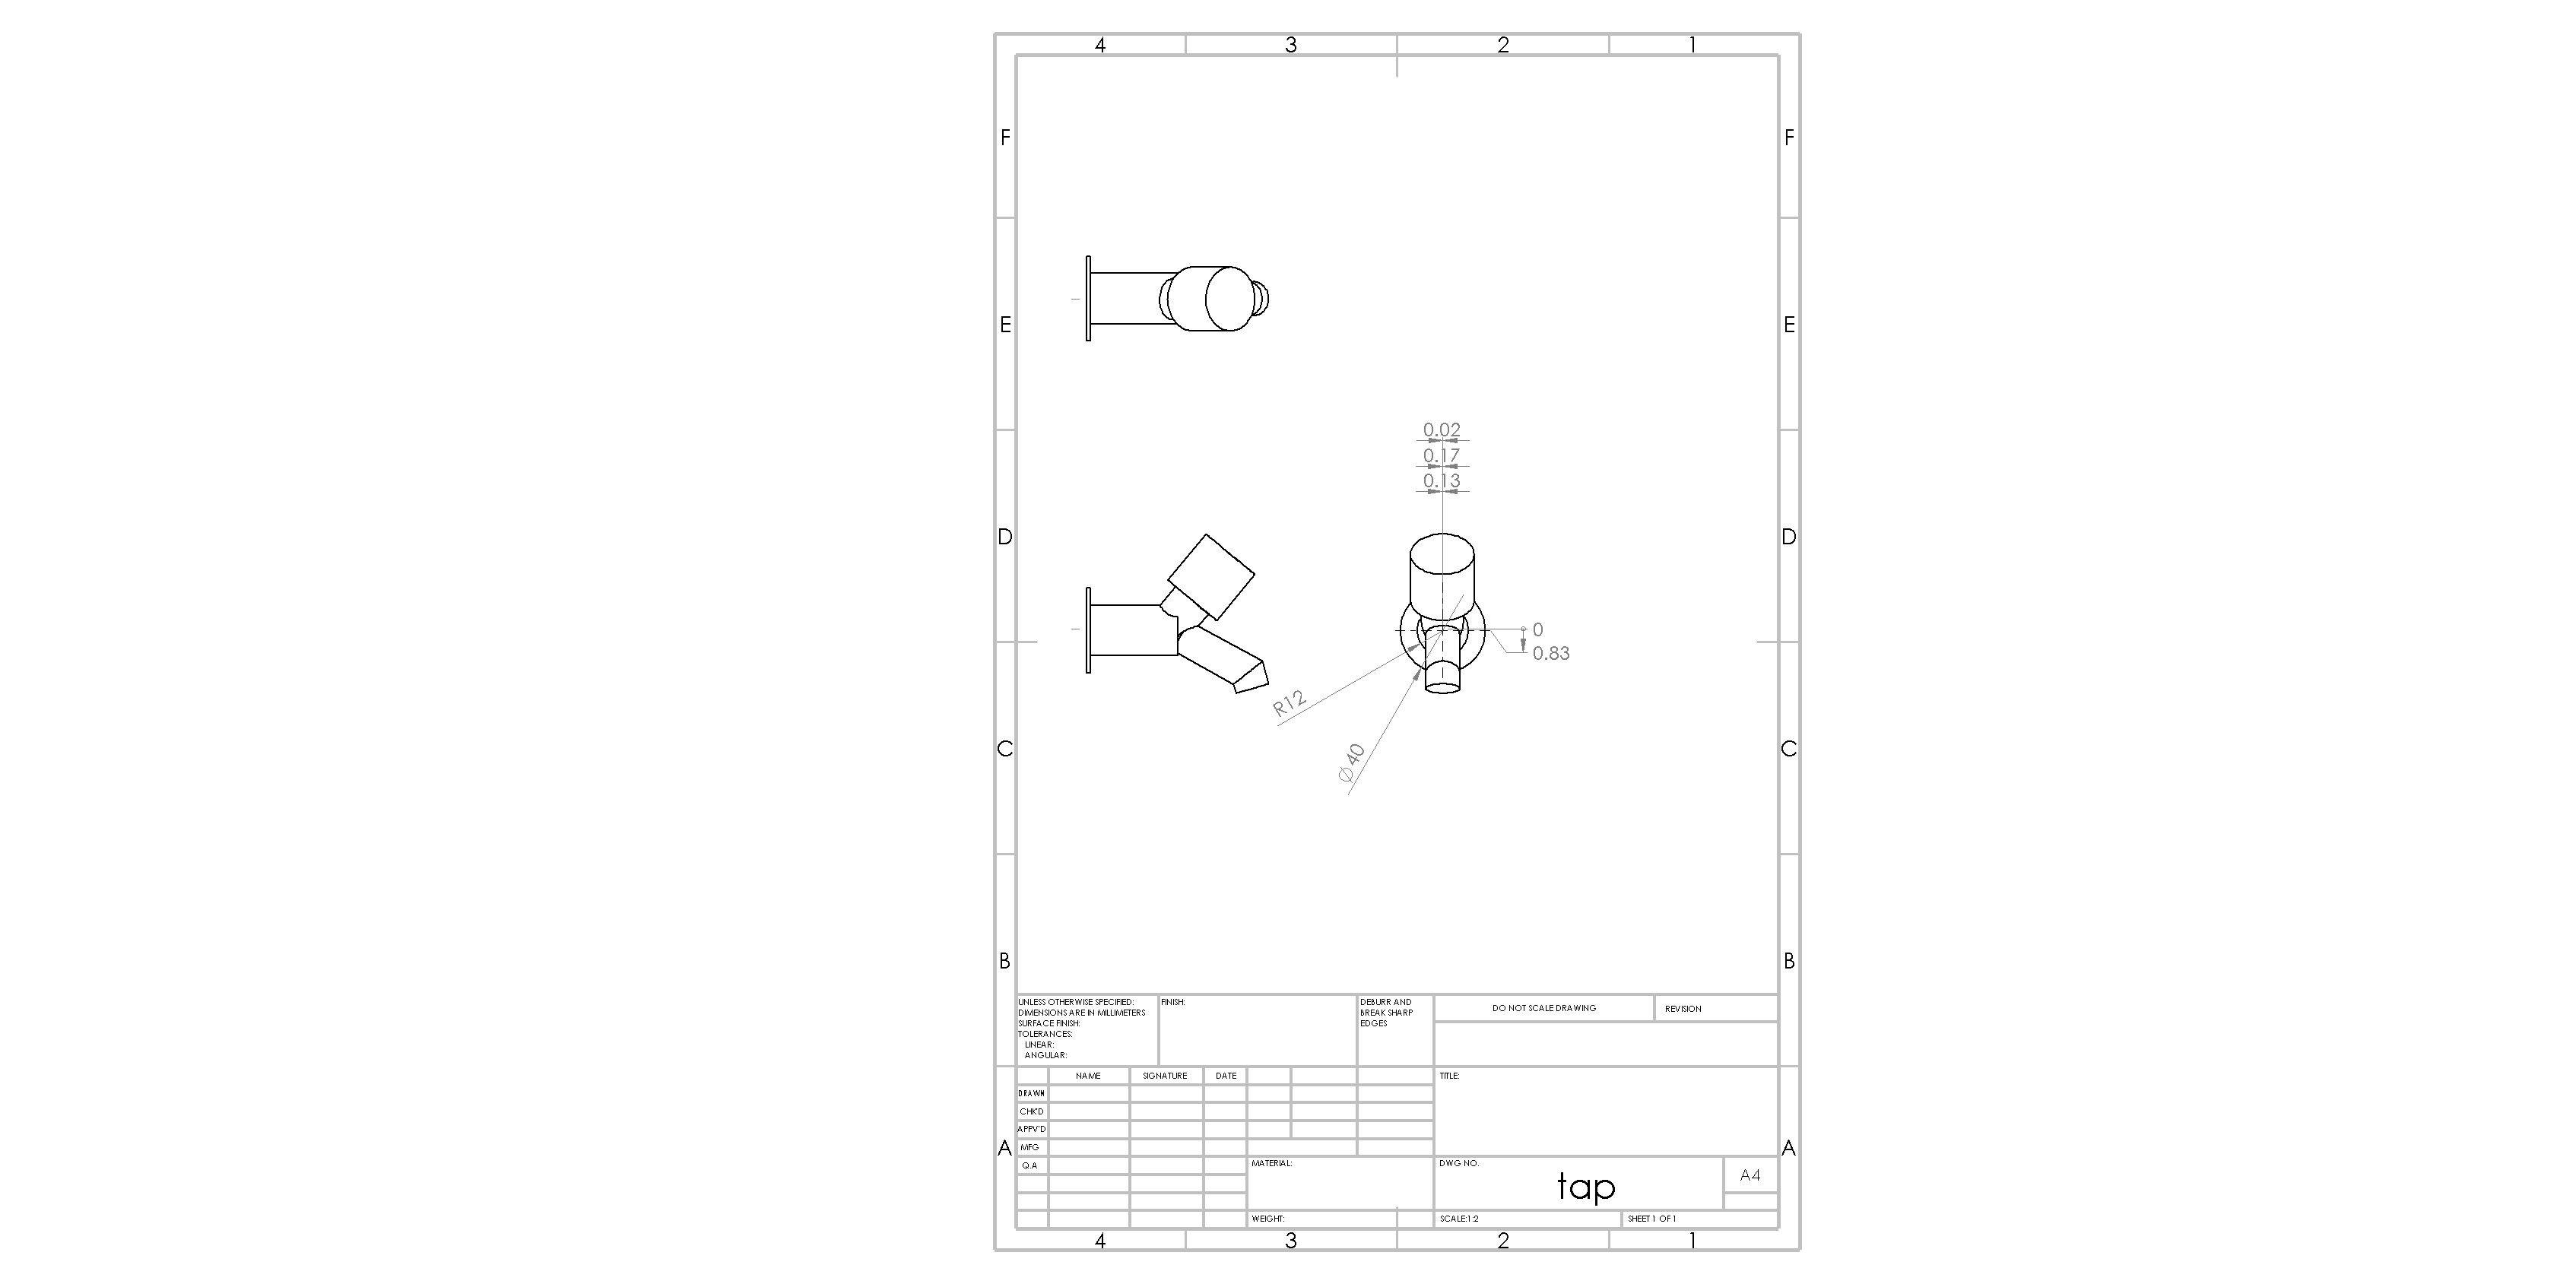 4 3 2 1
F F
E E
0.02
0.17
0.13
D D
0
0.83
R12
Ø40
C C
B B
UNLESS OTHERWISE SPECIFIED:
DIMENSIONS ARE IN MILLIMETERS
SURFACE FINISH:
TOLERANCES:
LINEAR:
ANGULAR:
FINISH:
DEBURR AND
BREAK SHARP
EDGES
DO NOT SCALE DRAWING
REVISION
NAME SIGNATURE DATE
TITLE:
DRAWN
CHK'D
APPV'D
A A
MFG
Q.A
MATERIAL:
DWG NO.
tap
A4
WEIGHT:
SCALE:1:2
SHEET 1 OF 1
4 3 2 1